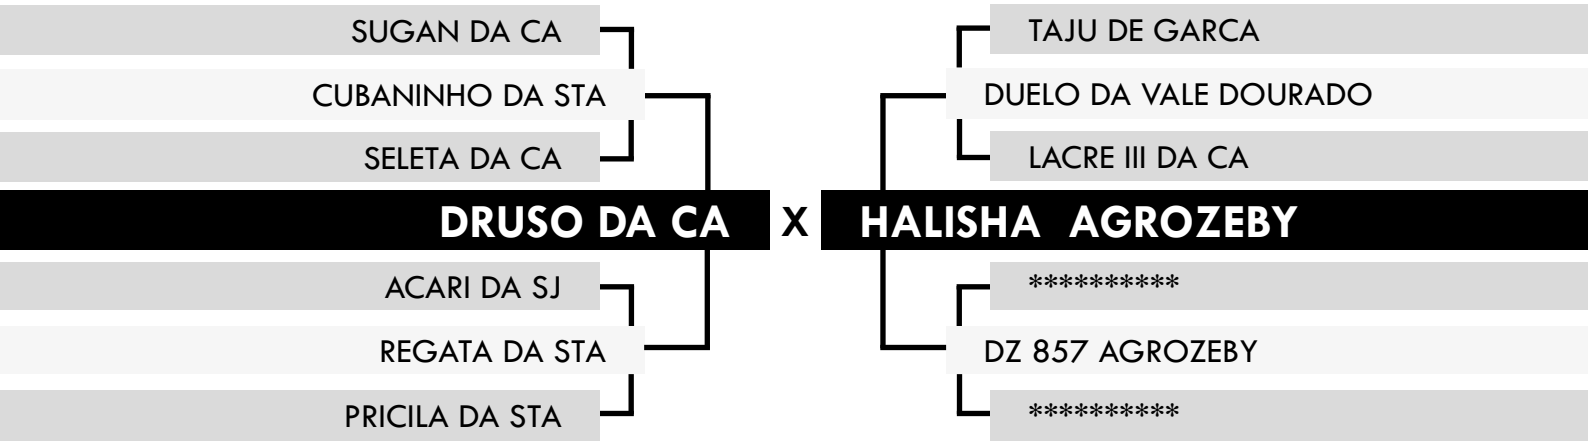 SUGAN DA CA
TAJU DE GARCA
CUBANINHO DA STA
DUELO DA VALE DOURADO
SELETA DA CA
LACRE III DA CA
DRUSO DA CA X HALISHA AGROZEBY
ACARI DA SJ
**********
REGATA DA STA
DZ 857 AGROZEBY
PRICILA DA STA
**********